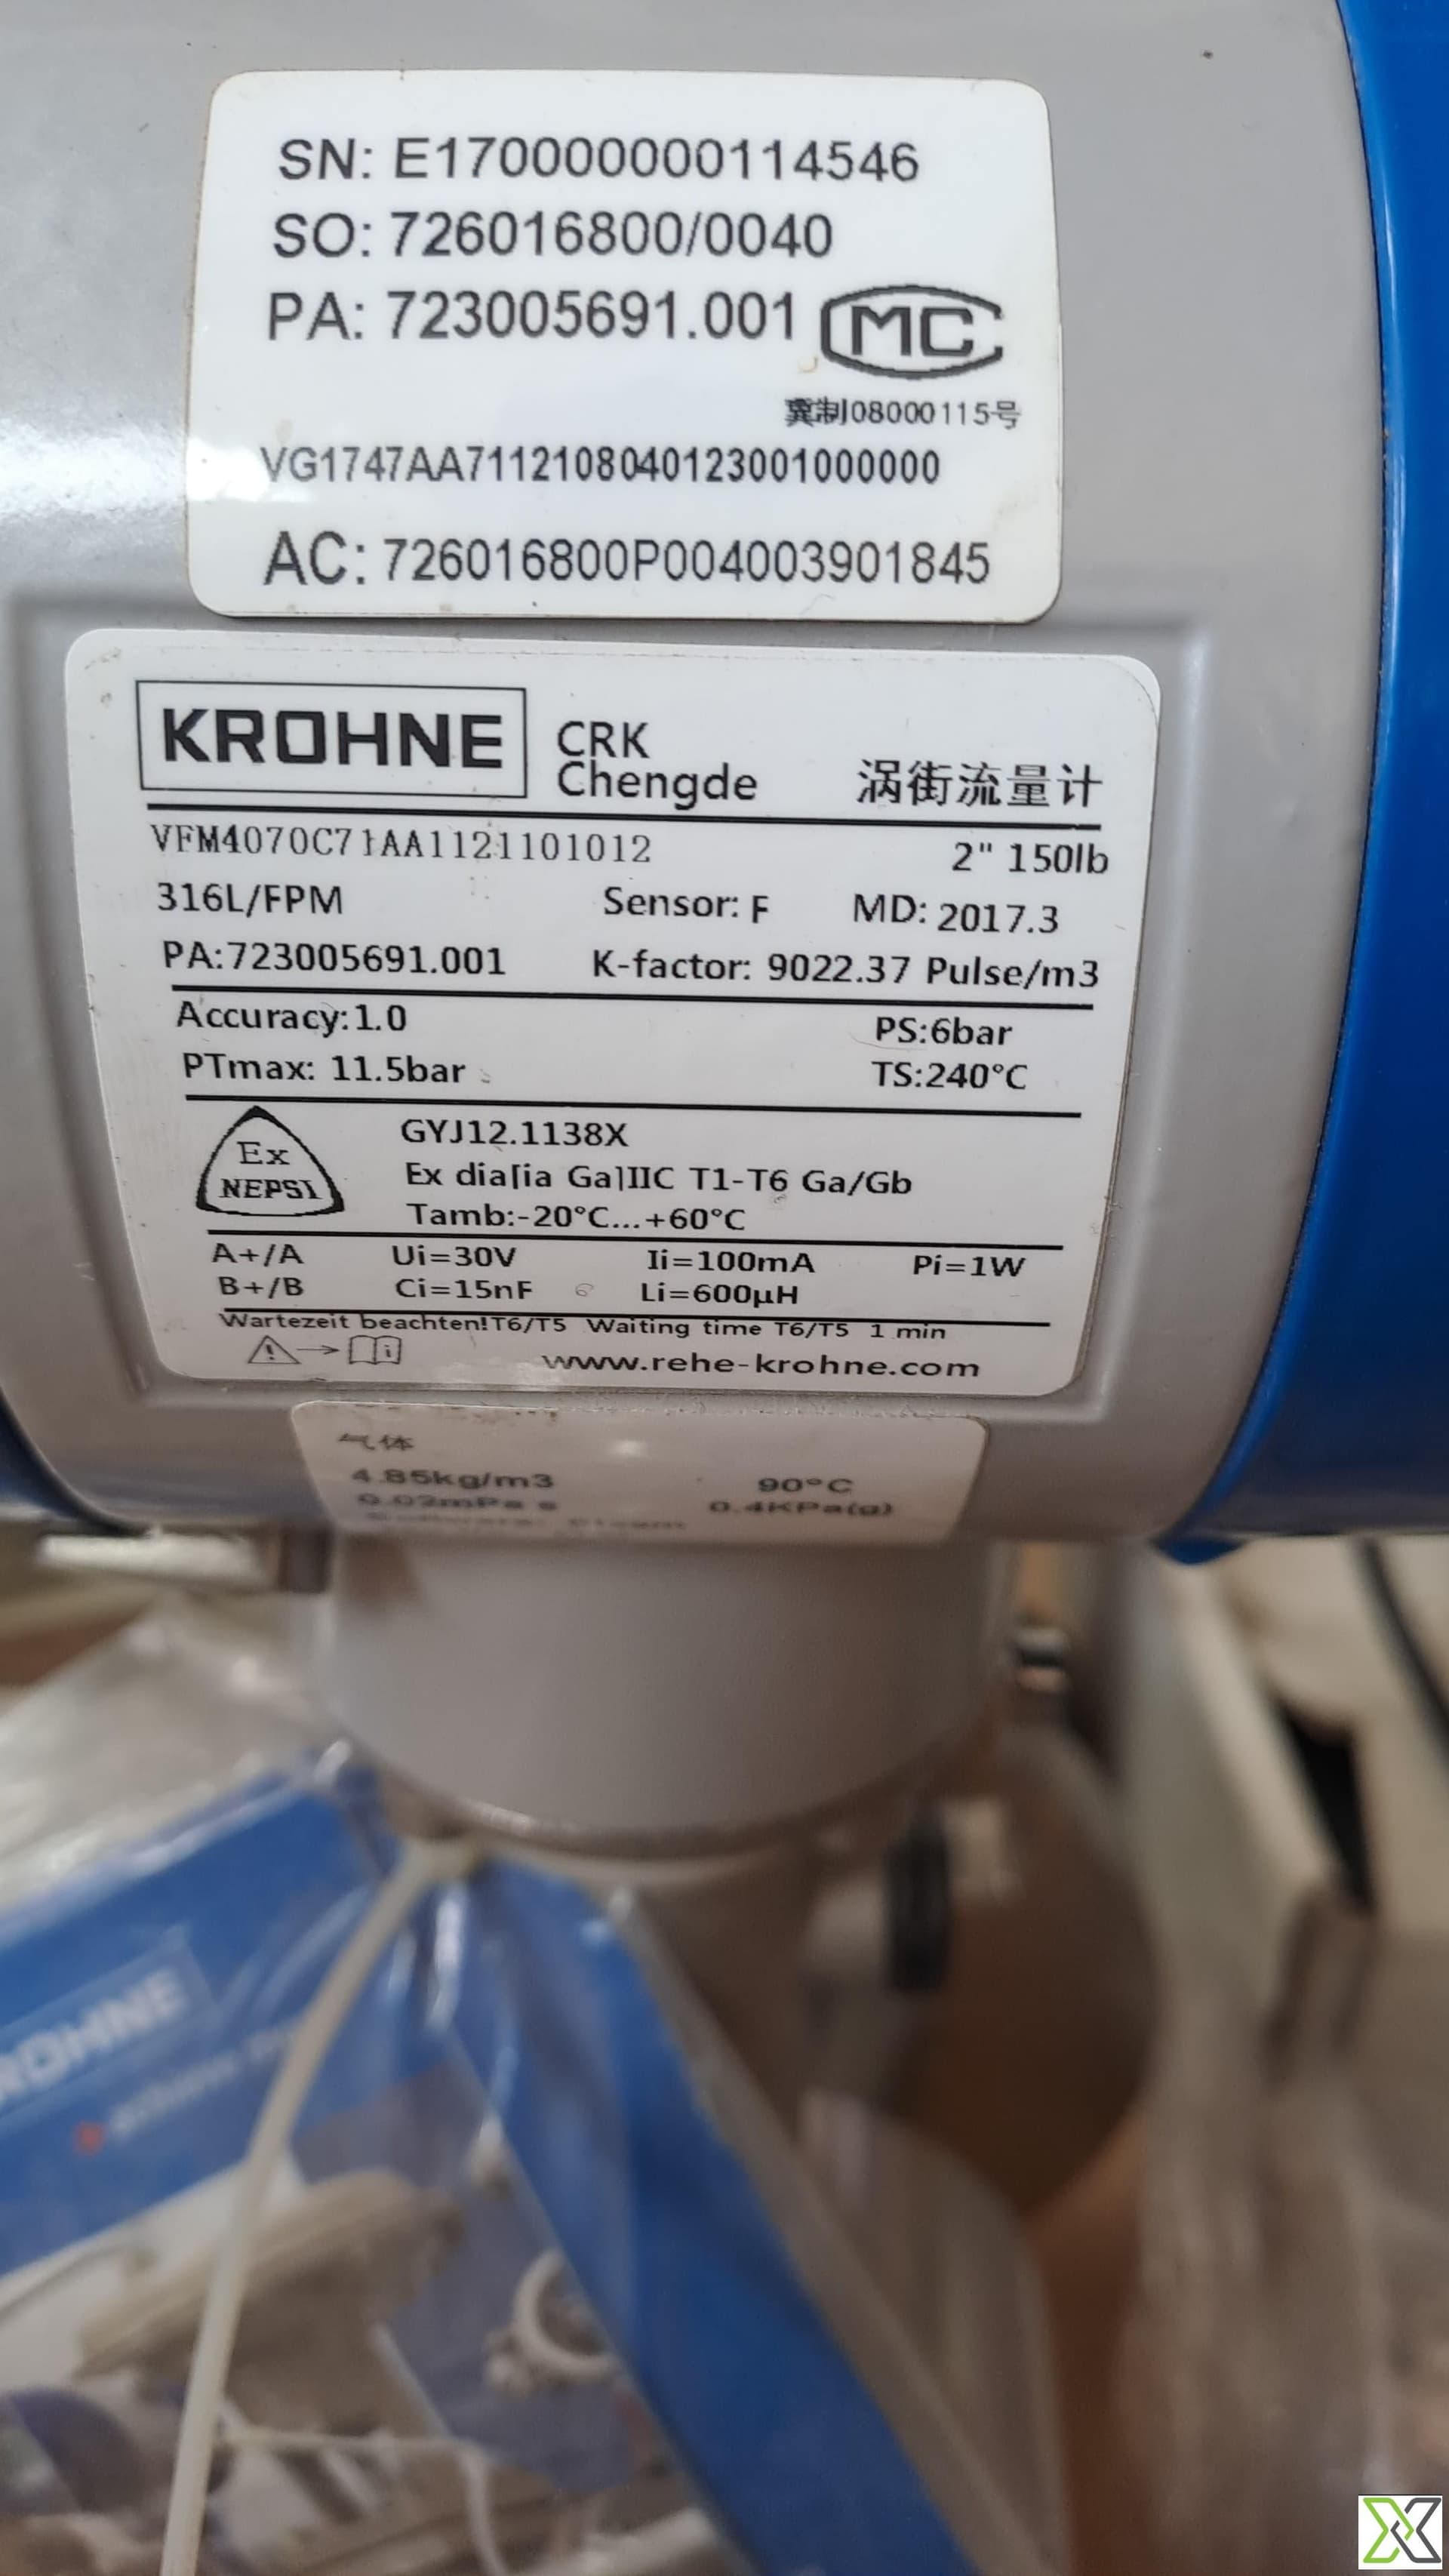 SN: E170000000114546
SO: 726016800/0040
PA: 723005691.001 MC
冀制08000115号
VG1747AA7112108040123001000000
AC: 726016800P004003901845
KROHNE CRK
Chengde 涡街流量计
VFM4070C71AA1121101012 2" 150lb
316L/FPM Sensor: F MD: 2017.3
PA:723005691.001 K-factor: 9022.37 Pulse/m3
Accuracy:1.0 PS:6bar
PTmax: 11.5bar TS:240°C
Ex NEPSI
GYJ12.1138X
Ex dia[ia Ga]IIC T1-T6 Ga/Gb
Tamb:-20°C...+60°C
A+/A Ui=30V Ii=100mA Pi=1W
B+/B Ci=15nF Li=600μH
Wartezeit beachten!T6/T5 Waiting time T6/T5 1 min
www.rehe-krohne.com
气体
4.85kg/m3 90°C
0.02mPa s 0.4KPa(g)
KROHNE